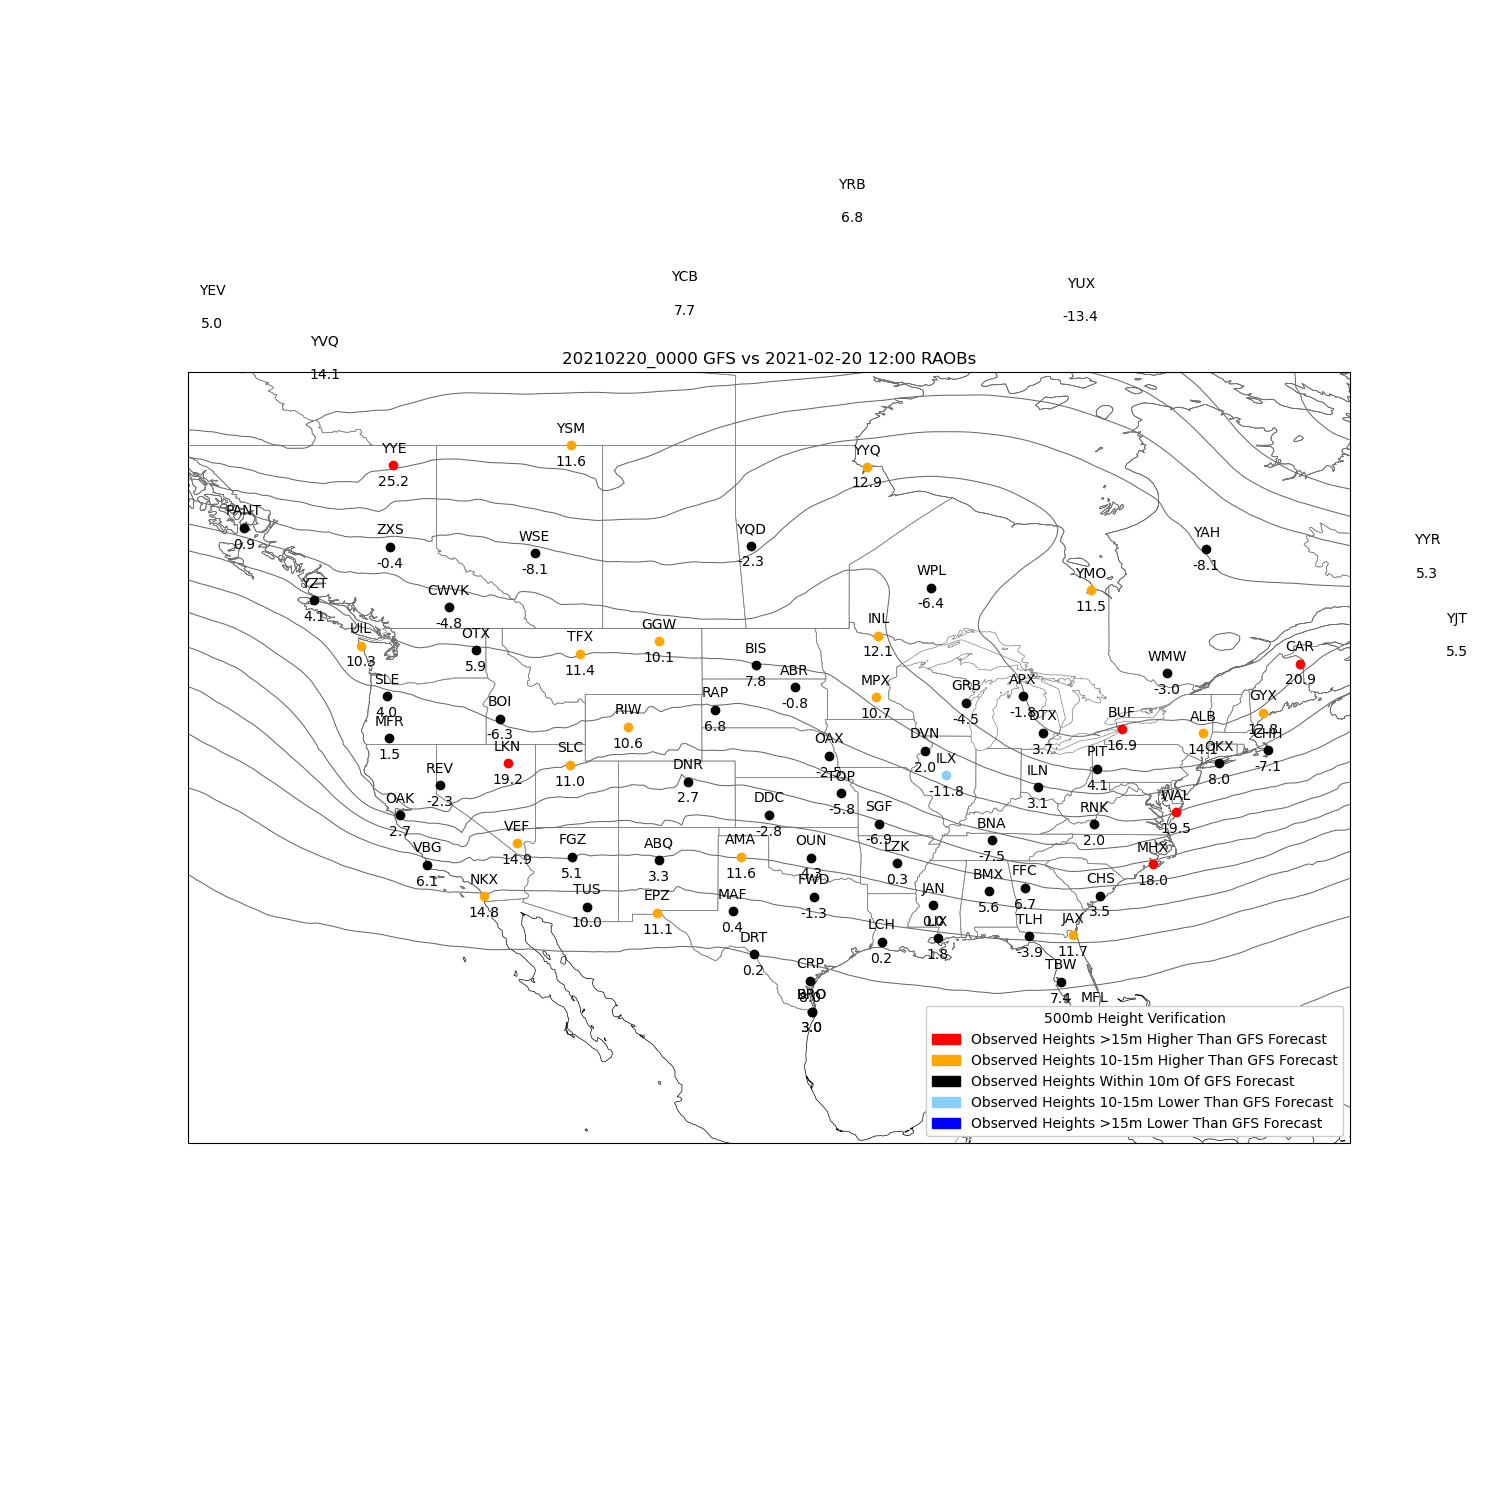 YRB
6.8
YCB
7.7
YUX
-13.4
YEV
5.0
YVQ
14.1
20210220_0000 GFS vs 2021-02-20 12:00 RAOBs
YSM
11.6
YYE
25.2
YYQ
12.9
PANT
0.9
ZXS
-0.4
WSE
-8.1
YQD
-2.3
YAH
-8.1
YYR
5.3
YZT
4.1
CWVK
-4.8
WPL
-6.4
YMO
11.5
YJT
5.5
UIL
10.3
OTX
5.9
TFX
11.4
GGW
10.1
BIS
7.8
INL
12.1
WMW
-3.0
CAR
20.9
SLE
4.0
ABR
-0.8
MPX
10.7
GRB
-4.5
APX
-1.8
MFR
1.5
BOI
-6.3
RIW
10.6
RAP
6.8
DTX
3.7
BUF
16.9
ALB
14.1
GYX
12.8
CHH
-7.1
LKN
19.2
SLC
11.0
OAX
-2.5
DVN
2.0
ILX
-11.8
PIT
4.1
OKX
8.0
REV
-2.3
DNR
2.7
TOP
-5.8
ILN
3.1
OAK
2.7
DDC
-2.8
SGF
-6.9
RNK
2.0
WAL
19.5
VEF
14.9
FGZ
5.1
ABQ
3.3
AMA
11.6
OUN
4.3
LZK
0.3
BNA
-7.5
MHX
18.0
VBG
6.1
NKX
14.8
TUS
10.0
EPZ
11.1
MAF
0.4
FWD
-1.3
JAN
0.0
BMX
5.6
FFC
6.7
CHS
3.5
DRT
0.2
LCH
0.2
LIX
1.8
TLH
-3.9
JAX
11.7
CRP
8.0
BRO
3.0
TBW
7.4
MFL
500mb Height Verification
Observed Heights >15m Higher Than GFS Forecast
Observed Heights 10-15m Higher Than GFS Forecast
Observed Heights Within 10m Of GFS Forecast
Observed Heights 10-15m Lower Than GFS Forecast
Observed Heights >15m Lower Than GFS Forecast